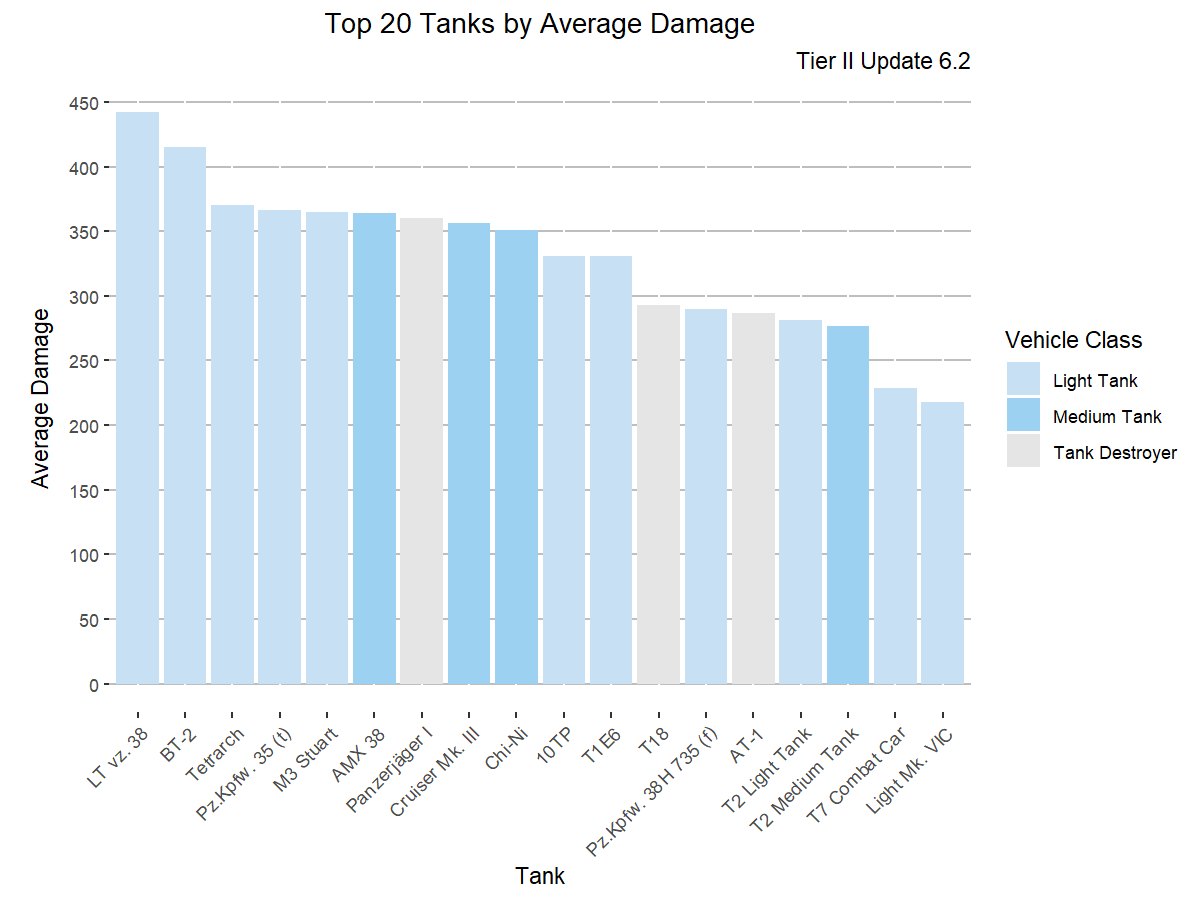 Top 20 Tanks by Average Damage
Tier II Update 6.2
450
400
350
300
250
200
150
100
50
0
Average Damage
LT vz. 38
BT-2
Tetrarch
Pz.Kpfw. 35 (t)
M3 Stuart
AMX 38
Panzerjäger I
Cruiser Mk. III
Chi-Ni
10TP
T1E6
T18
Pz.Kpfw. 38H 735 (f)
AT-1
T2 Light Tank
T2 Medium Tank
T7 Combat Car
Light Mk. VIC
Tank
Vehicle Class
Light Tank
Medium Tank
Tank Destroyer